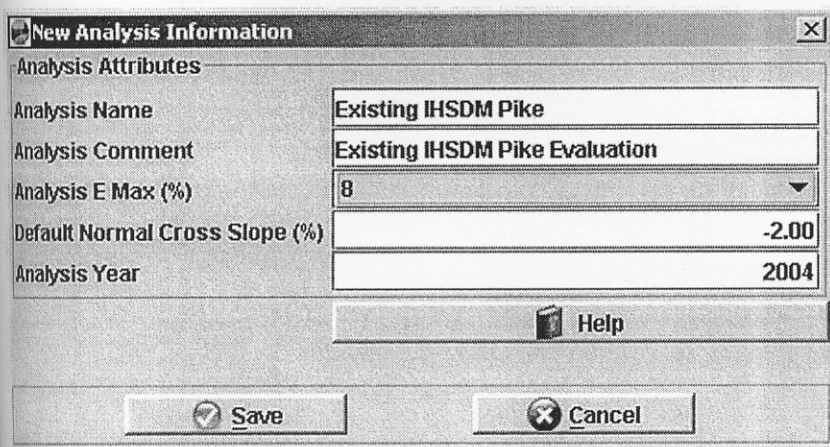 New Analysis Information
Analysis Attributes
Analysis Name Existing IHSDM Pike
Analysis Comment Existing IHSDM Pike Evaluation
Analysis E Max (%) 8
Default Normal Cross Slope (%) -2.00
Analysis Year 2004
Help
Save Cancel